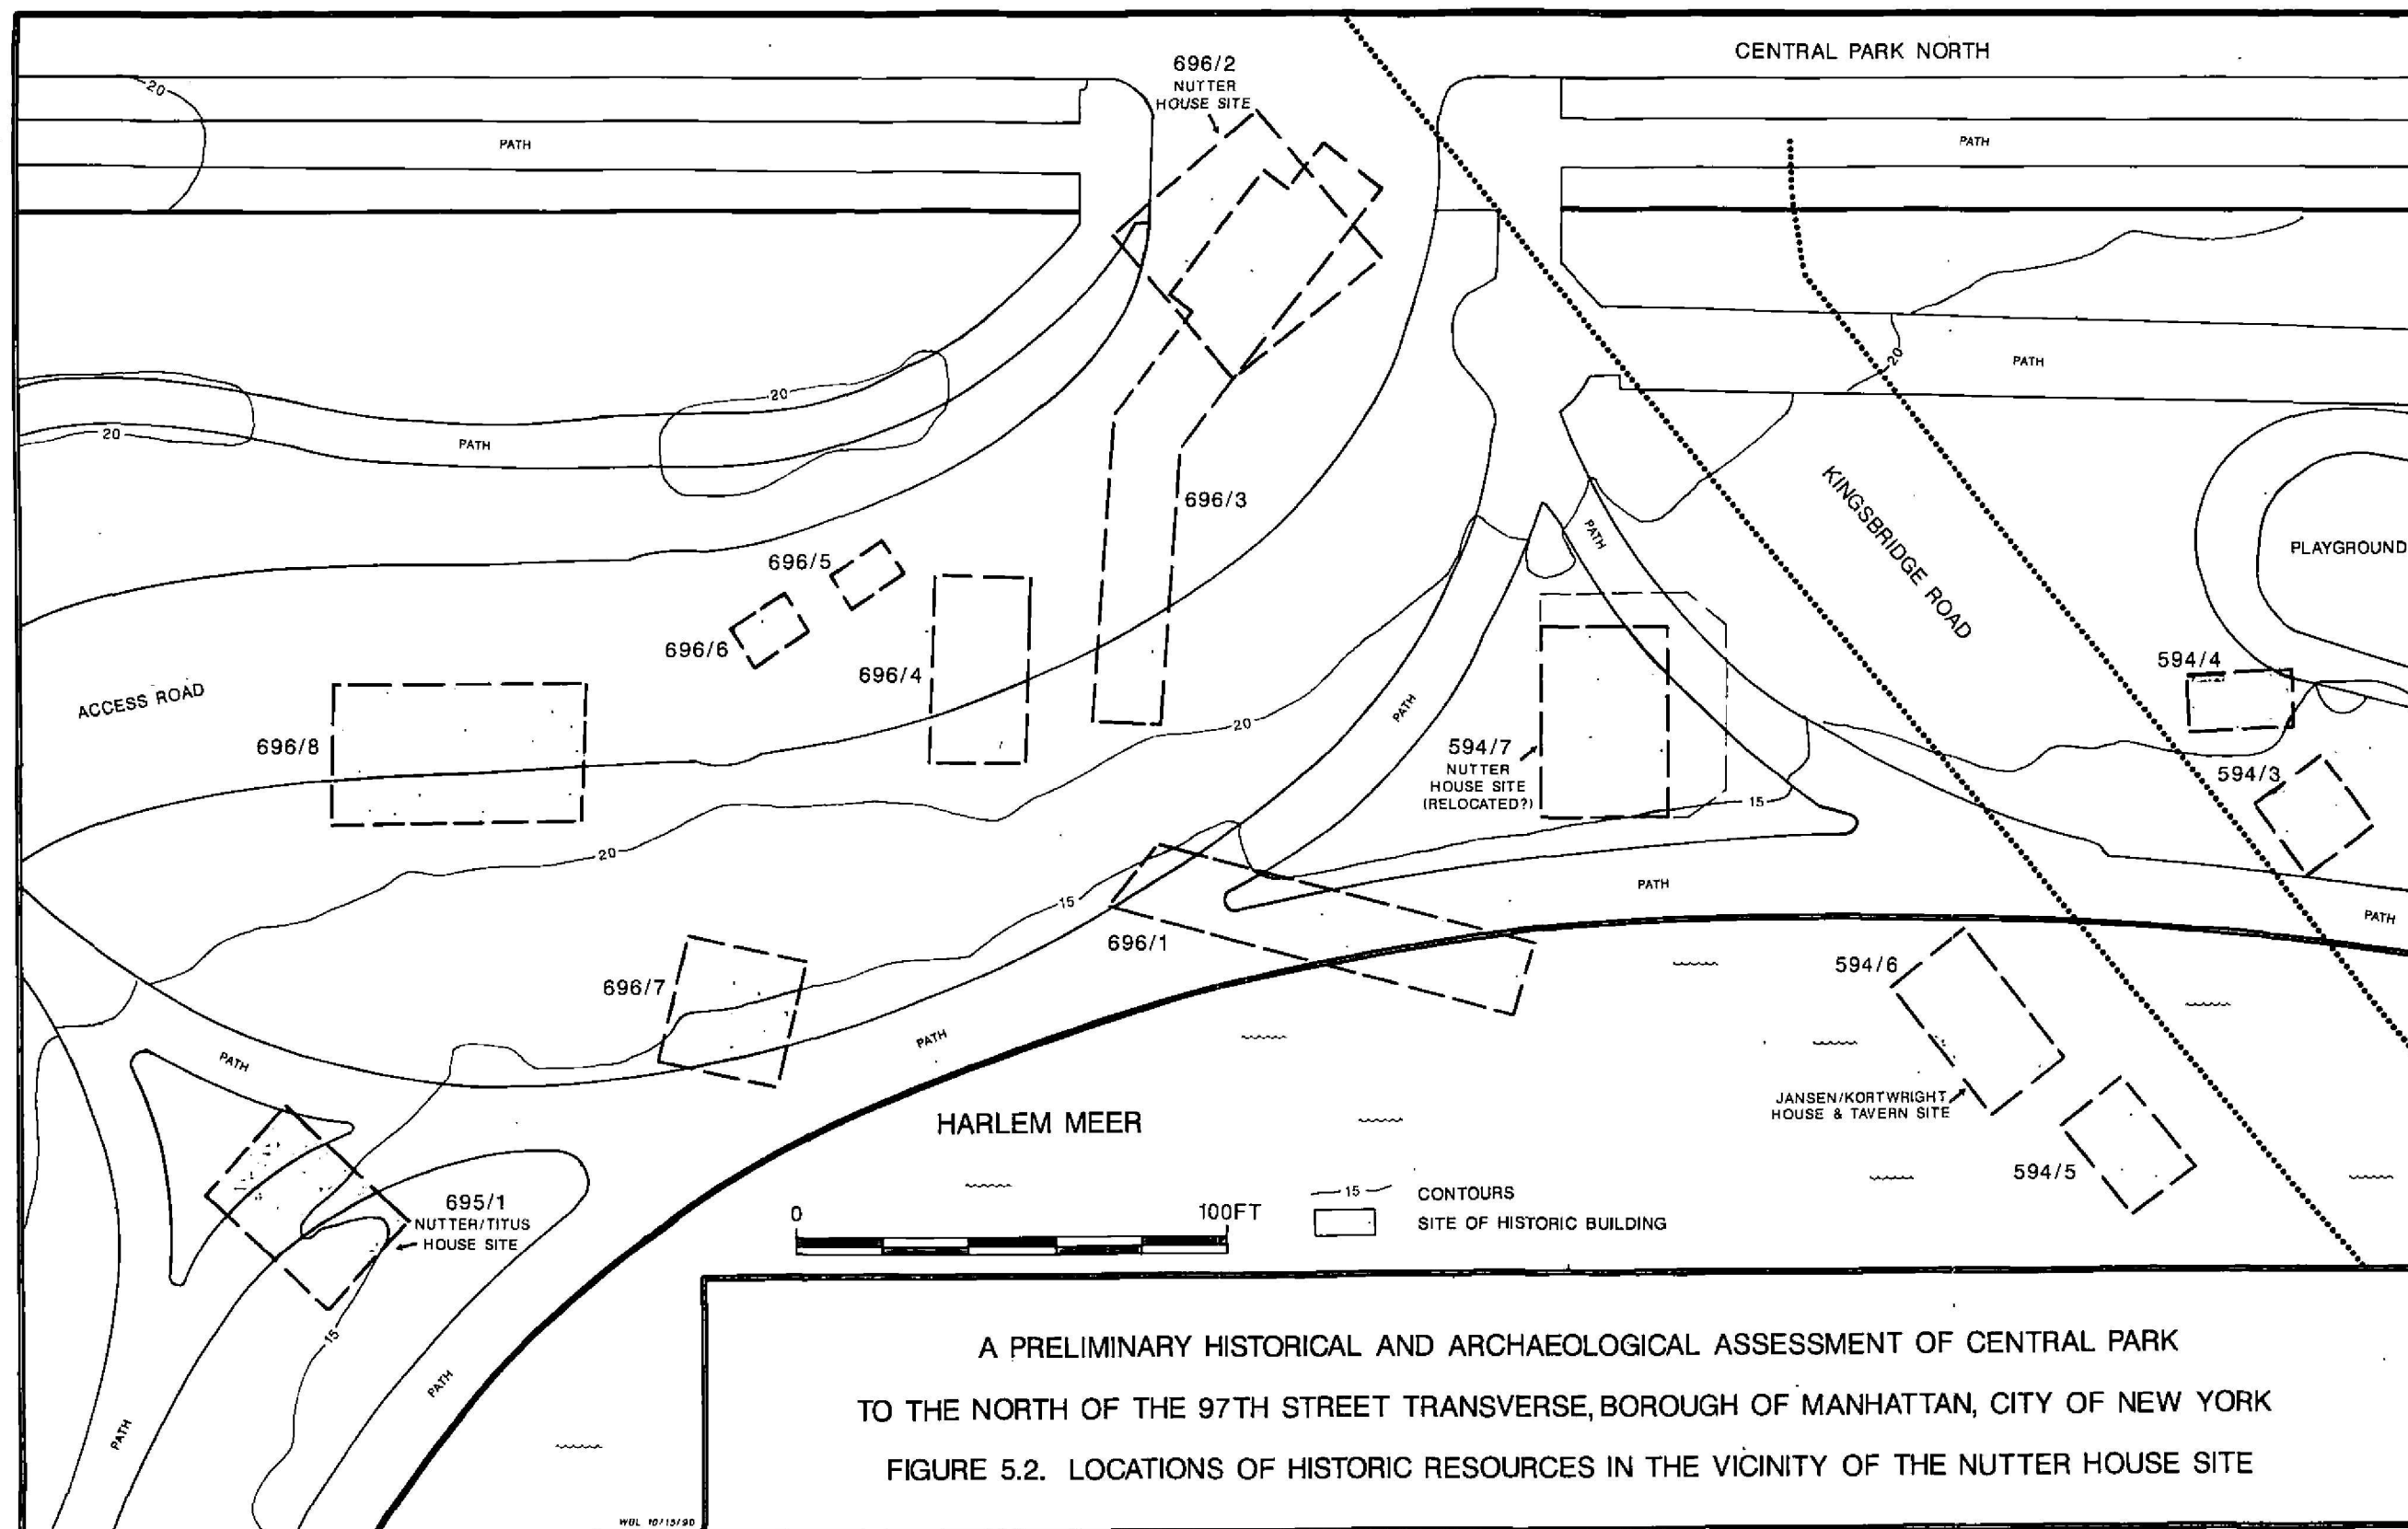 CENTRAL PARK NORTH
696/2
NUTTER
HOUSE SITE
20
PATH
PATH
20
PATH
20
20
PATH
KINGSBRIDGE ROAD
PLAYGROUND
696/3
PATH
696/5
696/6
696/4
594/4
ACCESS ROAD
696/8
PATH
20
594/7
NUTTER
HOUSE SITE
(RELOCATED?)
594/3
15
20
PATH
15
PATH
696/1
594/6
696/7
PATH
PATH
JANSEN/KORTWRIGHT
HOUSE & TAVERN SITE
HARLEM MEER
594/5
695/1
NUTTER/TITUS
HOUSE SITE
0
100FT
15
CONTOURS
SITE OF HISTORIC BUILDING
15
PATH
PATH
A PRELIMINARY HISTORICAL AND ARCHAEOLOGICAL ASSESSMENT OF CENTRAL PARK
TO THE NORTH OF THE 97TH STREET TRANSVERSE, BOROUGH OF MANHATTAN, CITY OF NEW YORK
FIGURE 5.2. LOCATIONS OF HISTORIC RESOURCES IN THE VICINITY OF THE NUTTER HOUSE SITE
WBL 10/15/90